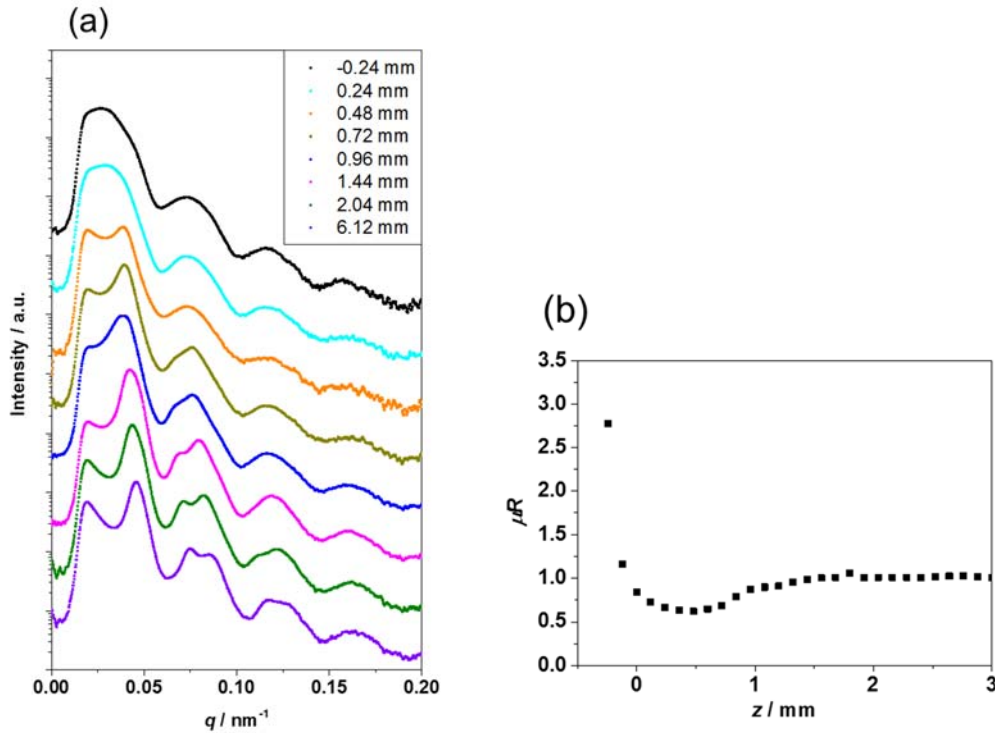 (a)
-0.24 mm
0.24 mm
0.48 mm
0.72 mm
0.96 mm
1.44 mm
2.04 mm
6.12 mm
Intensity / a.u.
0.00 0.05 0.10 0.15 0.20
q / nm⁻¹
(b)
3.5
3.0
2.5
2.0
1.5
1.0
0.5
0.0
μR
0 1 2 3
z / mm